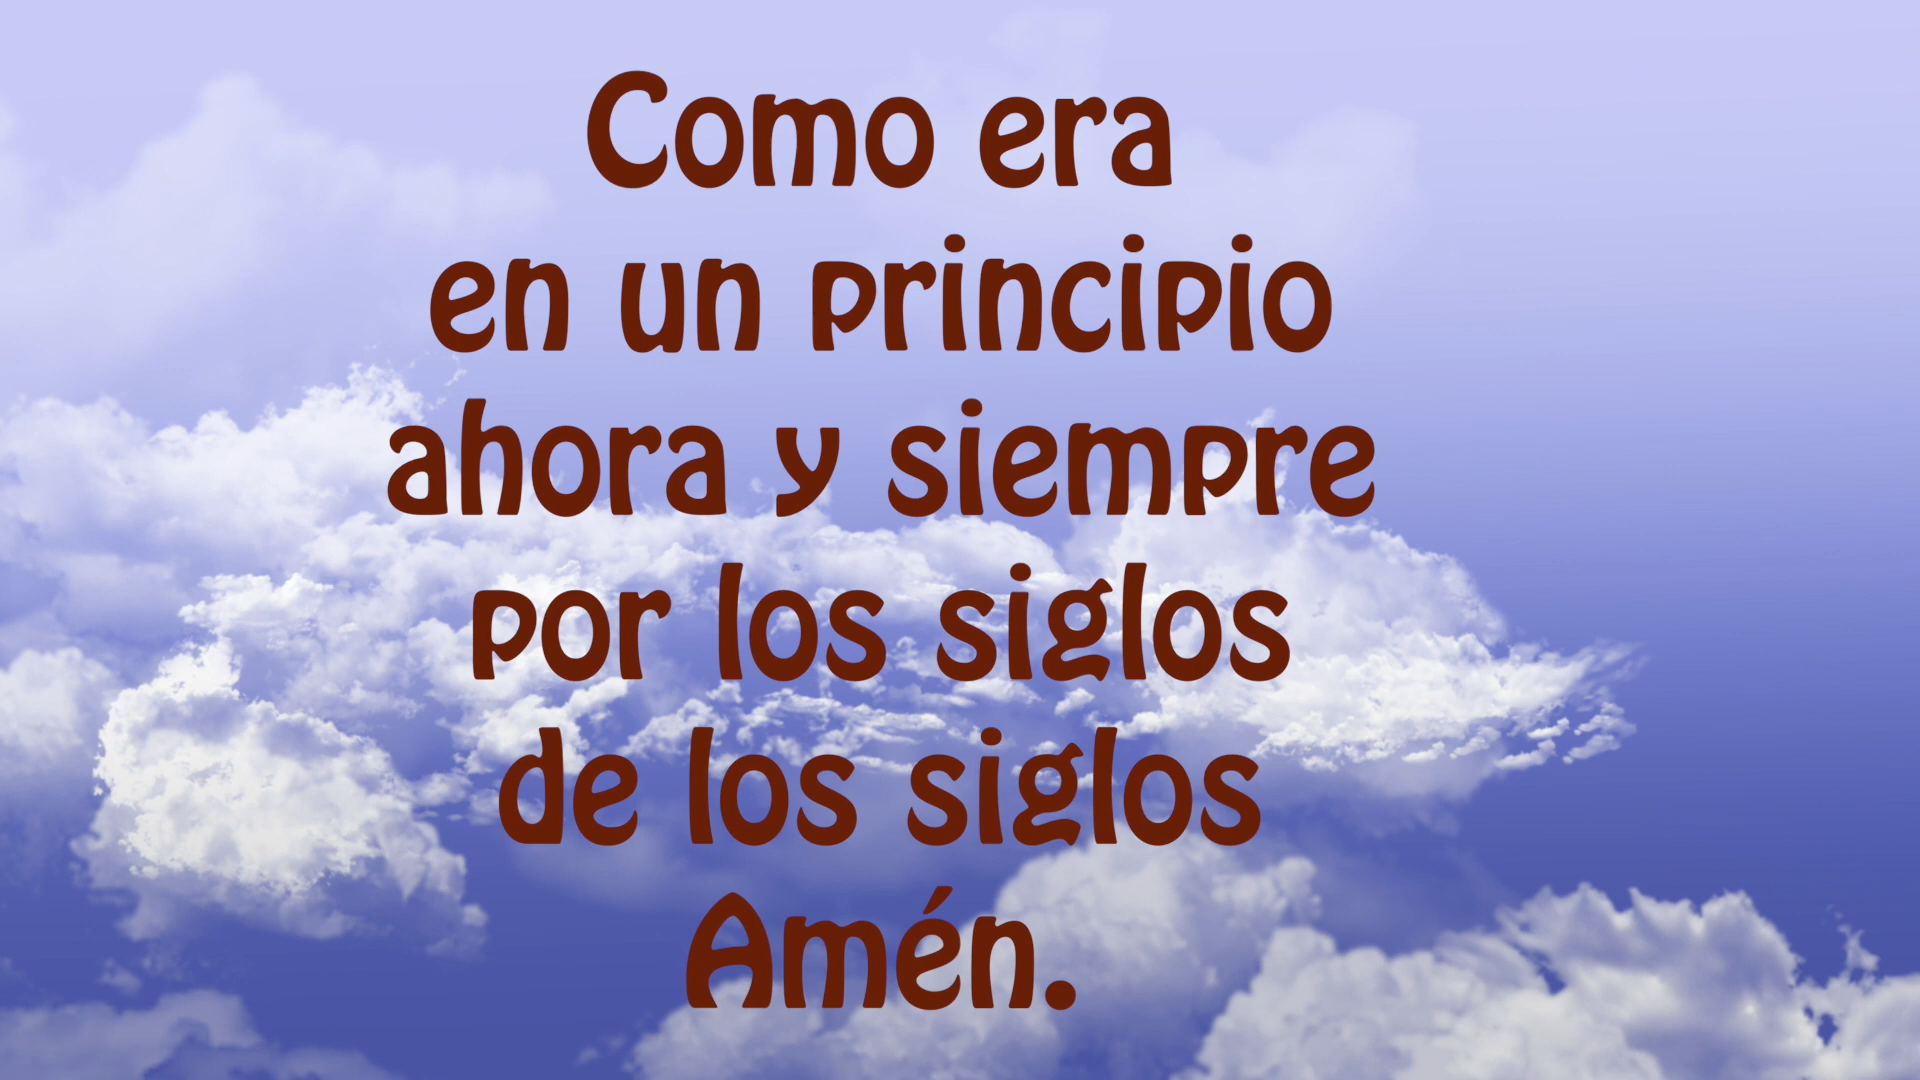 Como era
en un principio
ahora y siempre
por los siglos
de los siglos
Amén.